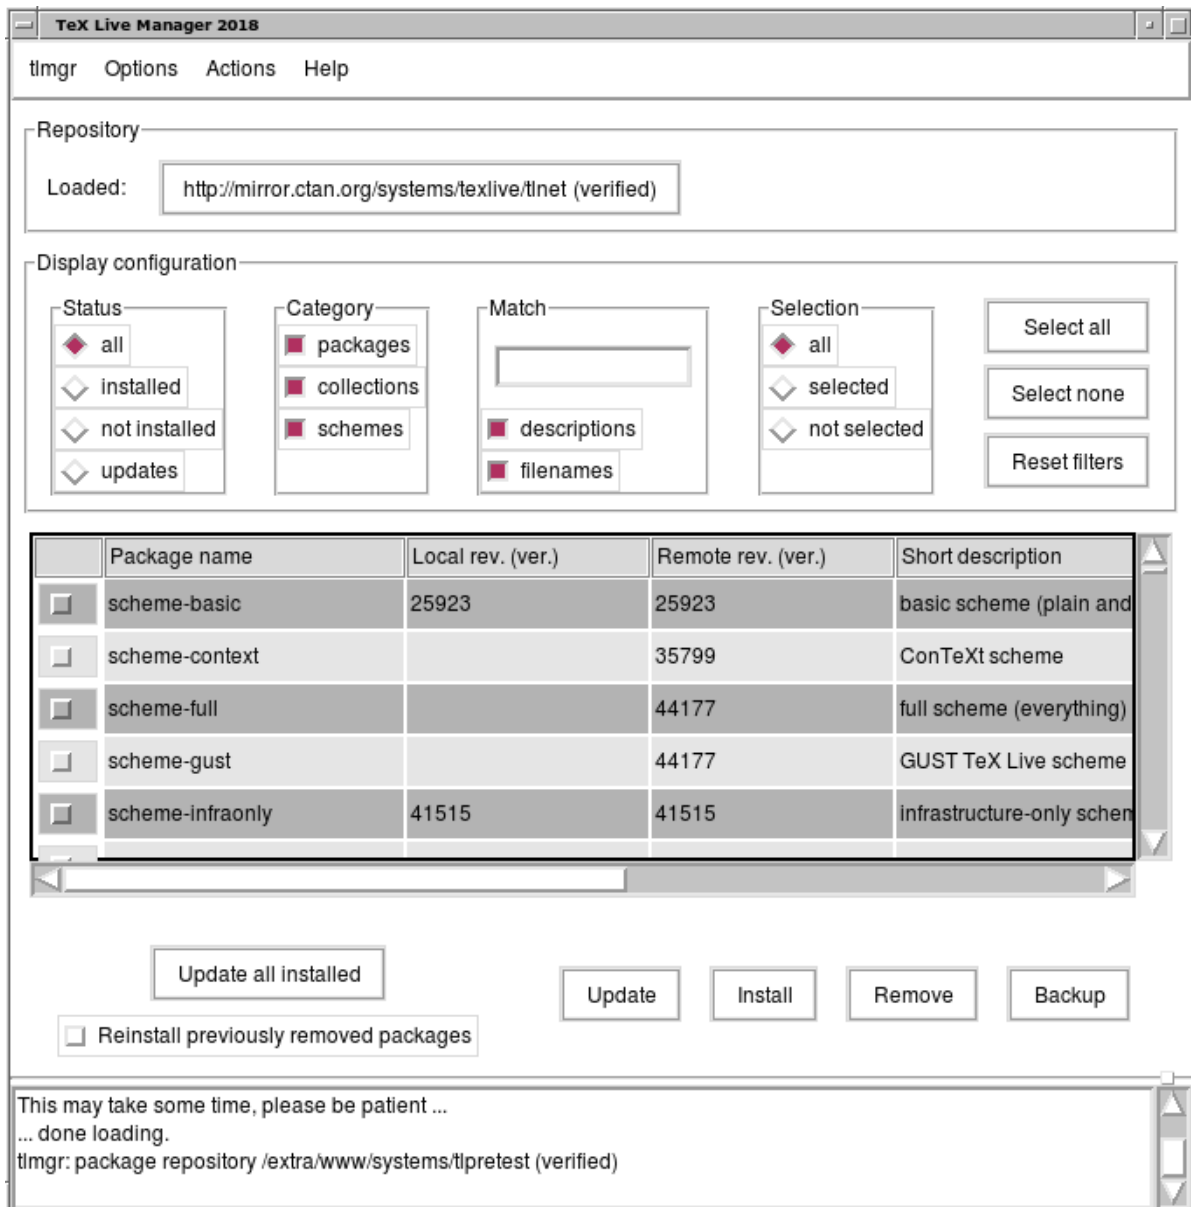 TeX Live Manager 2018
tlmgr Options Actions Help
Repository
Loaded: http://mirror.ctan.org/systems/texlive/tlnet (verified)
Display configuration
Status Category Match Selection
all packages all Select all
installed collections selected Select none
not installed schemes descriptions not selected
updates filenames Reset filters
Package name Local rev. (ver.) Remote rev. (ver.) Short description
scheme-basic 25923 25923 basic scheme (plain and
scheme-context 35799 ConTeXt scheme
scheme-full 44177 full scheme (everything)
scheme-gust 44177 GUST TeX Live scheme
scheme-infraonly 41515 41515 infrastructure-only schem
Update all installed Update Install Remove Backup
Reinstall previously removed packages
This may take some time, please be patient ...
... done loading.
tlmgr: package repository /extra/www/systems/tlpretest (verified)